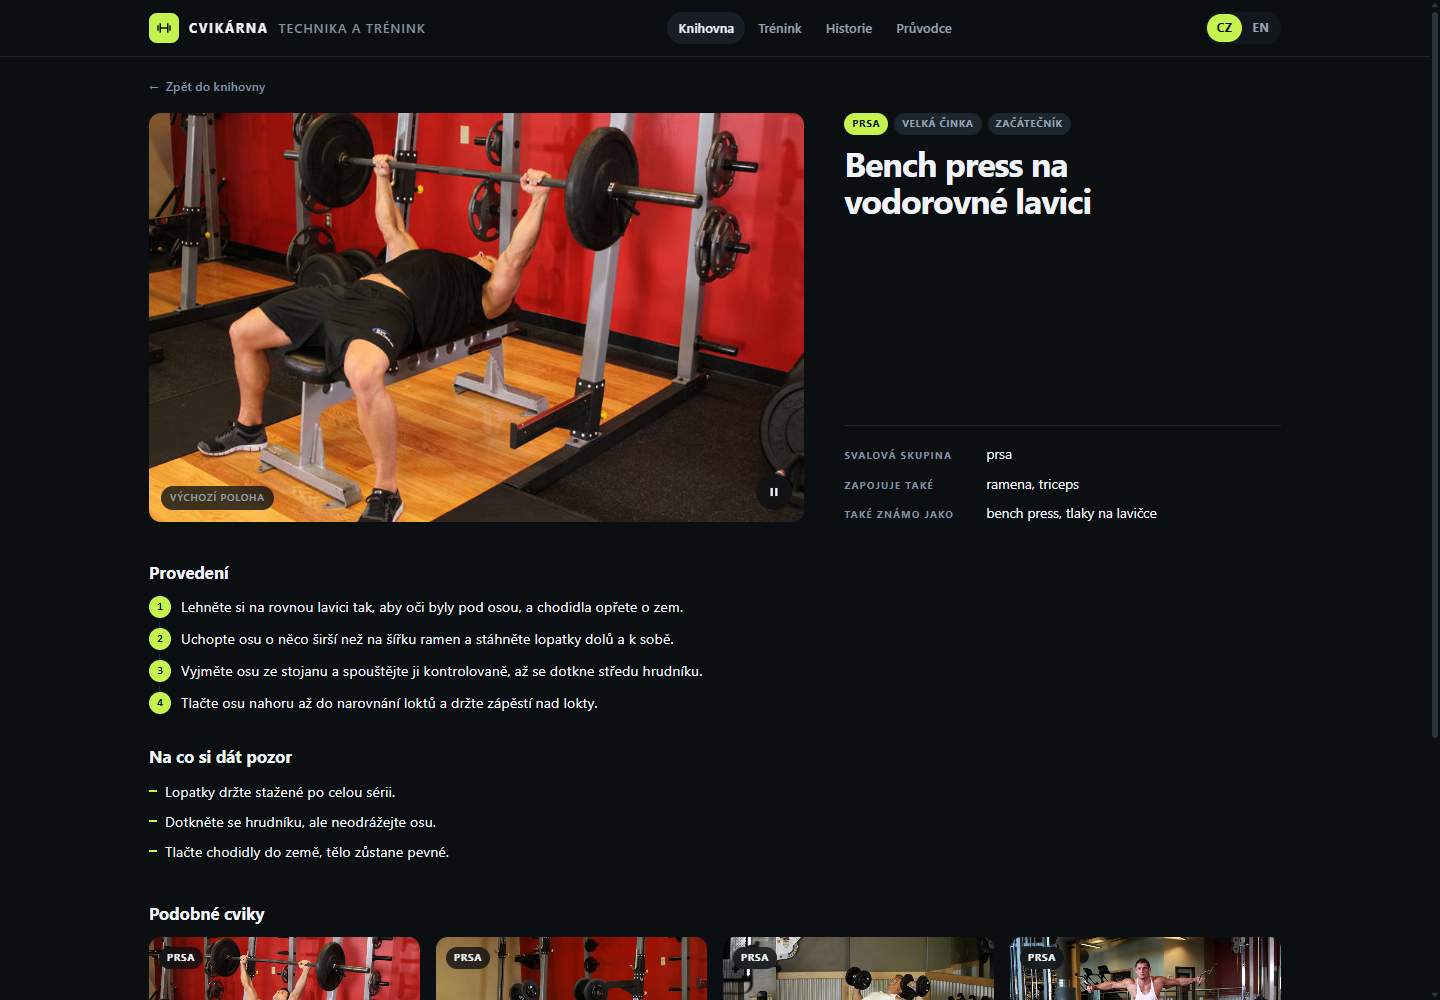 CVIKÁRNA TECHNIKA A TRÉNINK
Knihovna Trénink Historie Průvodce
CZ EN
← Zpět do knihovny
PRSA VELKÁ ČINKA ZAČÁTEČNÍK
Bench press na
vodorovné lavici
VÝCHOZÍ POLOHA
SVALOVÁ SKUPINA prsa
ZAPOJUJE TAKÉ ramena, triceps
TAKÉ ZNÁMO JAKO bench press, tlaky na lavičce
Provedení
1 Lehněte si na rovnou lavici tak, aby oči byly pod osou, a chodidla opřete o zem.
2 Uchopte osu o něco širší než na šířku ramen a stáhněte lopatky dolů a k sobě.
3 Vyjměte osu ze stojanu a spouštějte ji kontrolovaně, až se dotkne středu hrudníku.
4 Tlačte osu nahoru až do narovnání loktů a držte zápěstí nad lokty.
Na co si dát pozor
– Lopatky držte stažené po celou sérii.
– Dotkněte se hrudníku, ale neodrážejte osu.
– Tlačte chodidly do země, tělo zůstane pevné.
Podobné cviky
PRSA PRSA PRSA PRSA